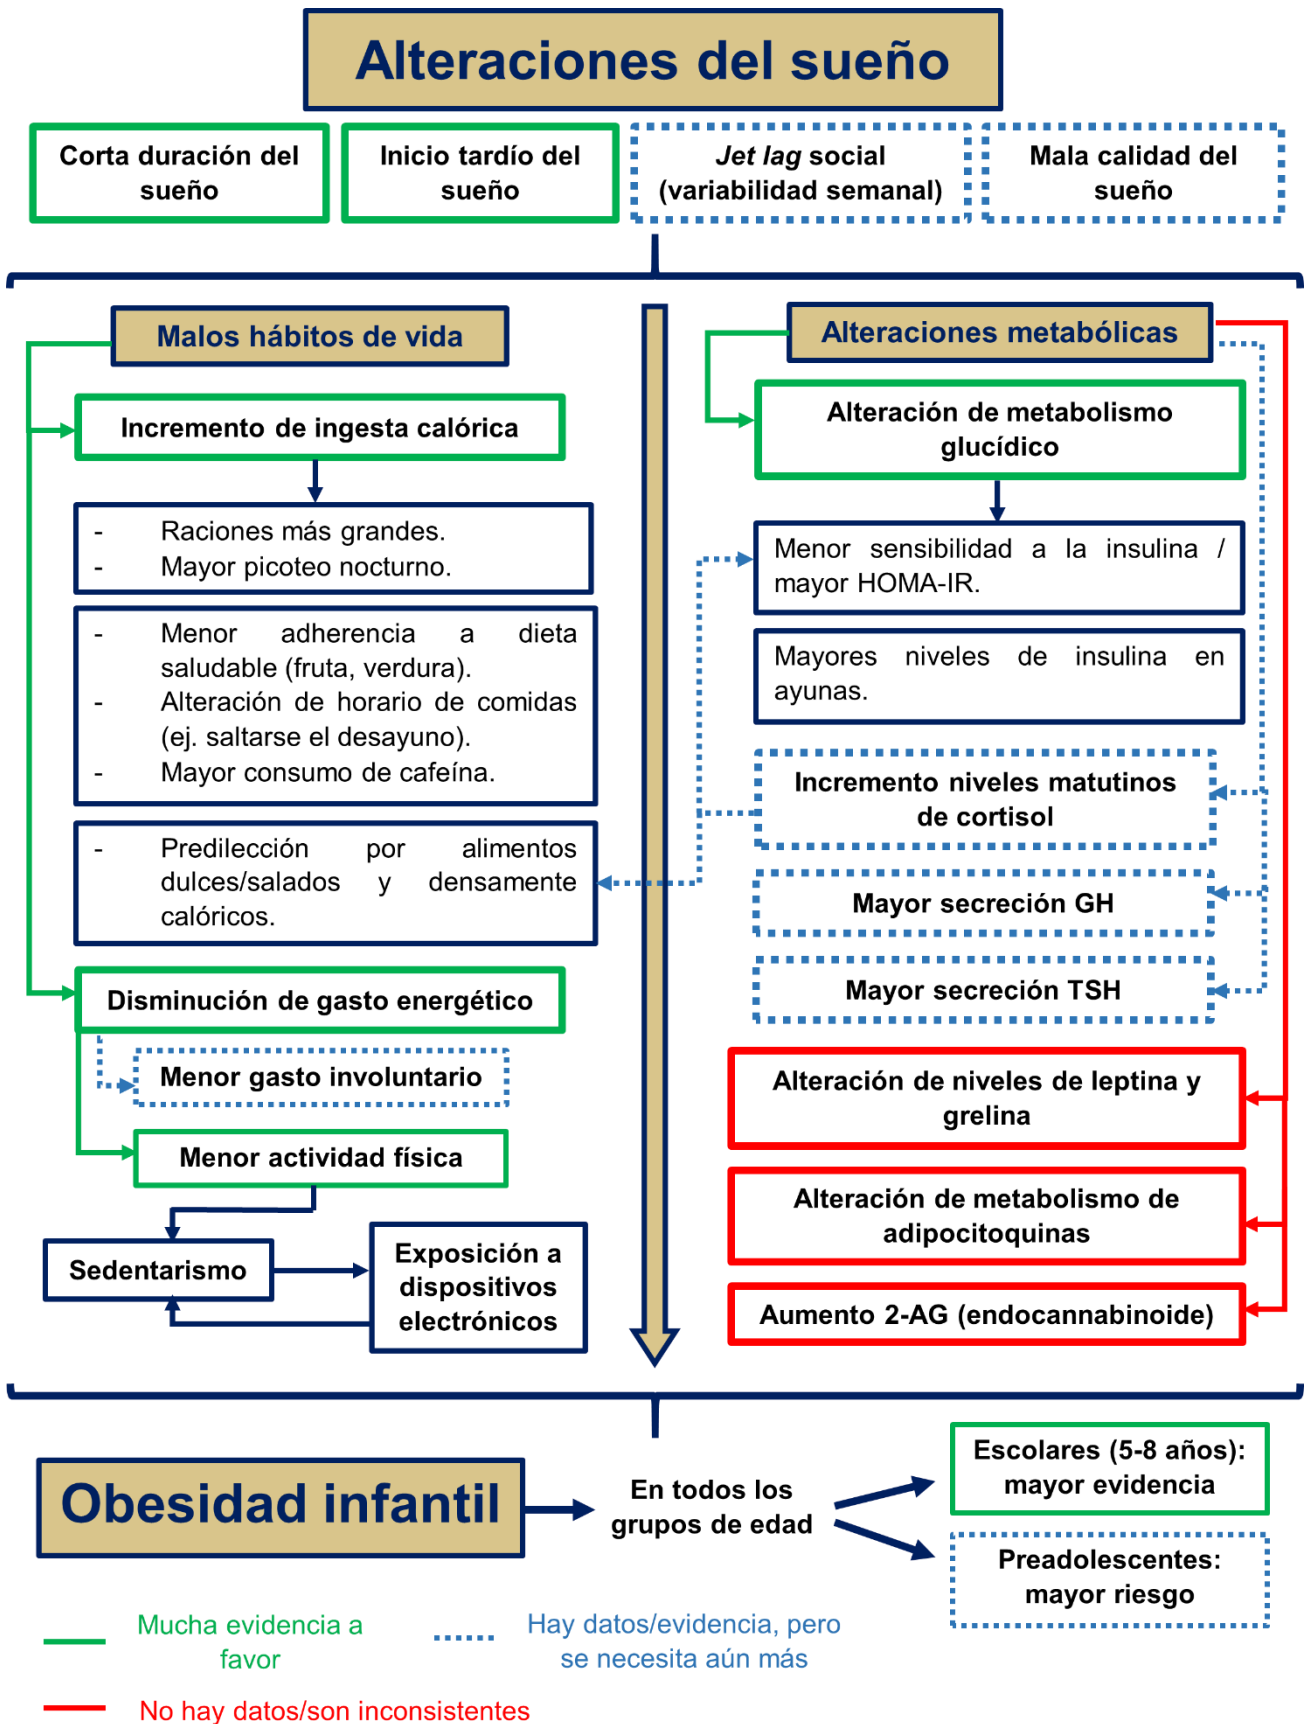 Alteraciones del sueño
Corta duración del
sueño
Inicio tardío del
sueño
Jet lag social
(variabilidad semanal)
Mala calidad del
sueño
Malos hábitos de vida
Incremento de ingesta calórica
- Raciones más grandes.
- Mayor picoteo nocturno.
- Menor adherencia a dieta
saludable (fruta, verdura).
- Alteración de horario de comidas
(ej. saltarse el desayuno).
- Mayor consumo de cafeína.
- Predilección por alimentos
dulces/salados y densamente
calóricos.
Disminución de gasto energético
Menor gasto involuntario
Menor actividad física
Sedentarismo
Exposición a
dispositivos
electrónicos
Alteraciones metabólicas
Alteración de metabolismo
glucídico
Menor sensibilidad a la insulina /
mayor HOMA-IR.
Mayores niveles de insulina en
ayunas.
Incremento niveles matutinos
de cortisol
Mayor secreción GH
Mayor secreción TSH
Alteración de niveles de leptina y
grelina
Alteración de metabolismo de
adipocitoquinas
Aumento 2-AG (endocannabinoide)
Obesidad infantil
En todos los
grupos de edad
Escolares (5-8 años):
mayor evidencia
Preadolescentes:
mayor riesgo
Mucha evidencia a
favor
Hay datos/evidencia, pero
se necesita aún más
No hay datos/son inconsistentes